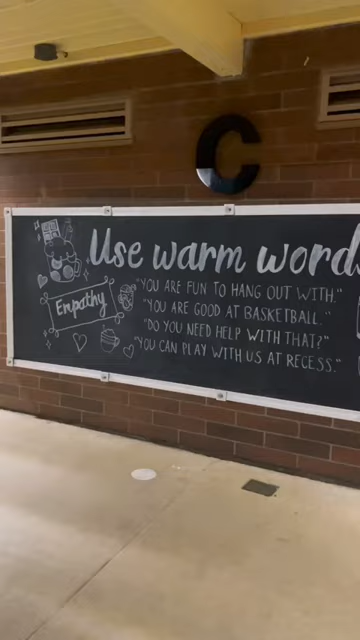 C
Use warm words
"YOU ARE FUN TO HANG OUT WITH."
"YOU ARE GOOD AT BASKETBALL."
"DO YOU NEED HELP WITH THAT?"
"YOU CAN PLAY WITH US AT RECESS."
Empathy